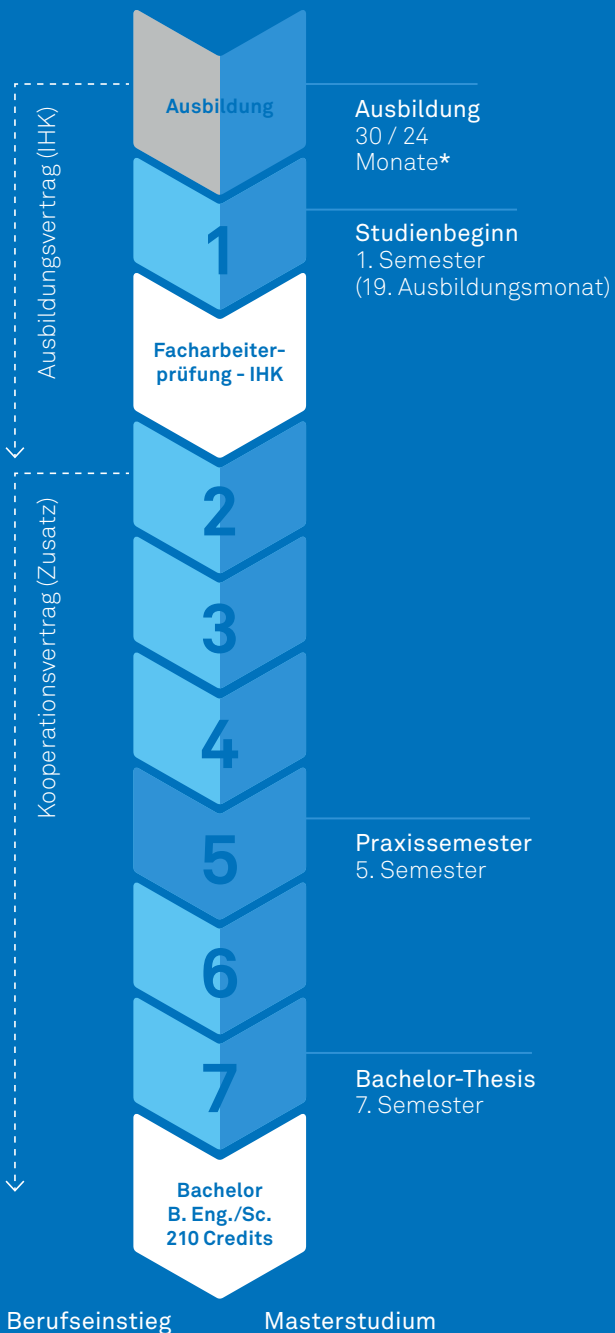 Ausbildung
Ausbildung
30 / 24
Monate*
Ausbildungsvertrag (IHK)
1
Studienbeginn
1. Semester
(19. Ausbildungsmonat)
Facharbeiter-
prüfung - IHK
2
Kooperationsvertrag (Zusatz)
3
4
5
Praxissemester
5. Semester
6
7
Bachelor-Thesis
7. Semester
Bachelor
B. Eng./Sc.
210 Credits
Berufseinstieg
Masterstudium